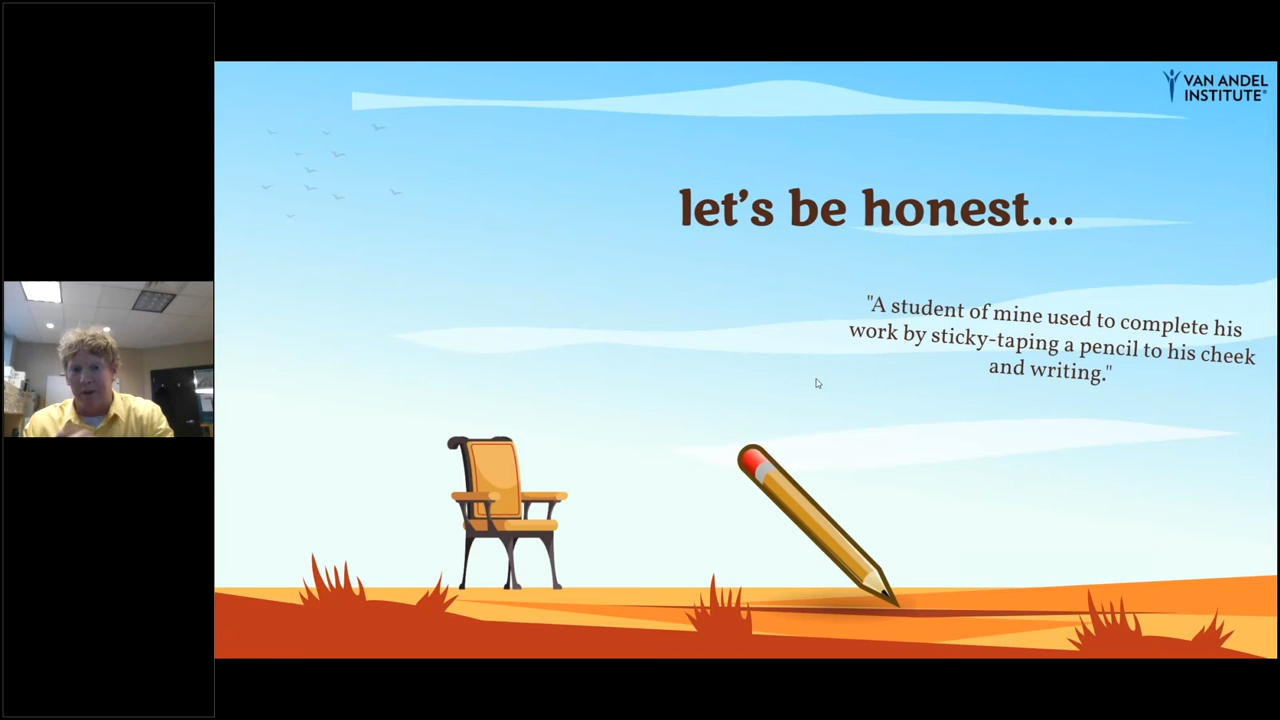 VAN ANDEL
INSTITUTE®
let's be honest...
"A student of mine used to complete his
work by sticky-taping a pencil to his cheek
and writing."